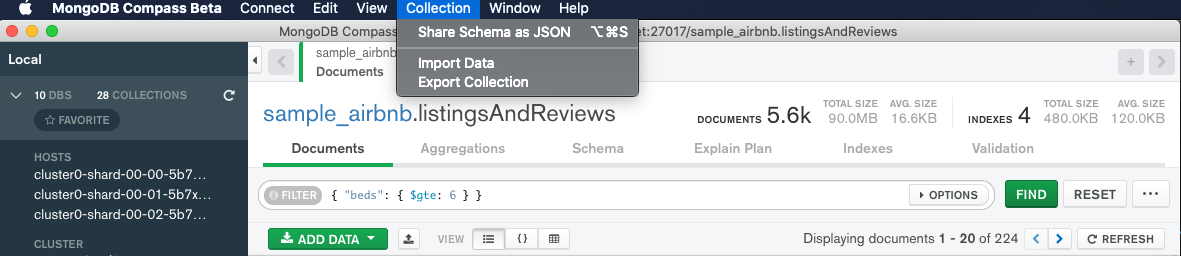 MongoDB Compass Beta Connect Edit View Collection Window Help
MongoDB Compass et:27017/sample_airbnb.listingsAndReviews
Share Schema as JSON ⌥⌘S
Import Data
Export Collection
Local
10 DBS 28 COLLECTIONS
FAVORITE
HOSTS
cluster0-shard-00-00-5b7...
cluster0-shard-00-01-5b7x...
cluster0-shard-00-02-5b7...
CLUSTER
sample_airbnb
Documents
sample_airbnb.listingsAndReviews
DOCUMENTS 5.6k TOTAL SIZE 90.0MB AVG. SIZE 16.6KB INDEXES 4 TOTAL SIZE 480.0KB AVG. SIZE 120.0KB
Documents Aggregations Schema Explain Plan Indexes Validation
FILTER { "beds": { $gte: 6 } } OPTIONS FIND RESET ...
ADD DATA VIEW {} Displaying documents 1 - 20 of 224 < > REFRESH